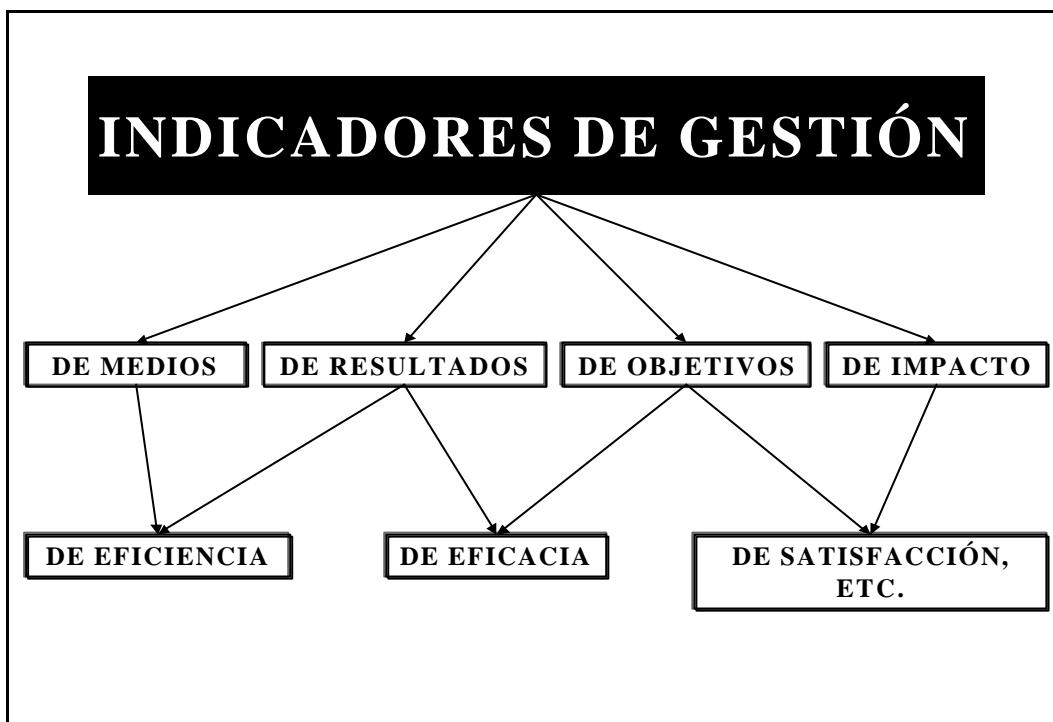 INDICADORES DE GESTIÓN
DE MEDIOS
DE RESULTADOS
DE OBJETIVOS
DE IMPACTO
DE EFICIENCIA
DE EFICACIA
DE SATISFACCIÓN,
ETC.